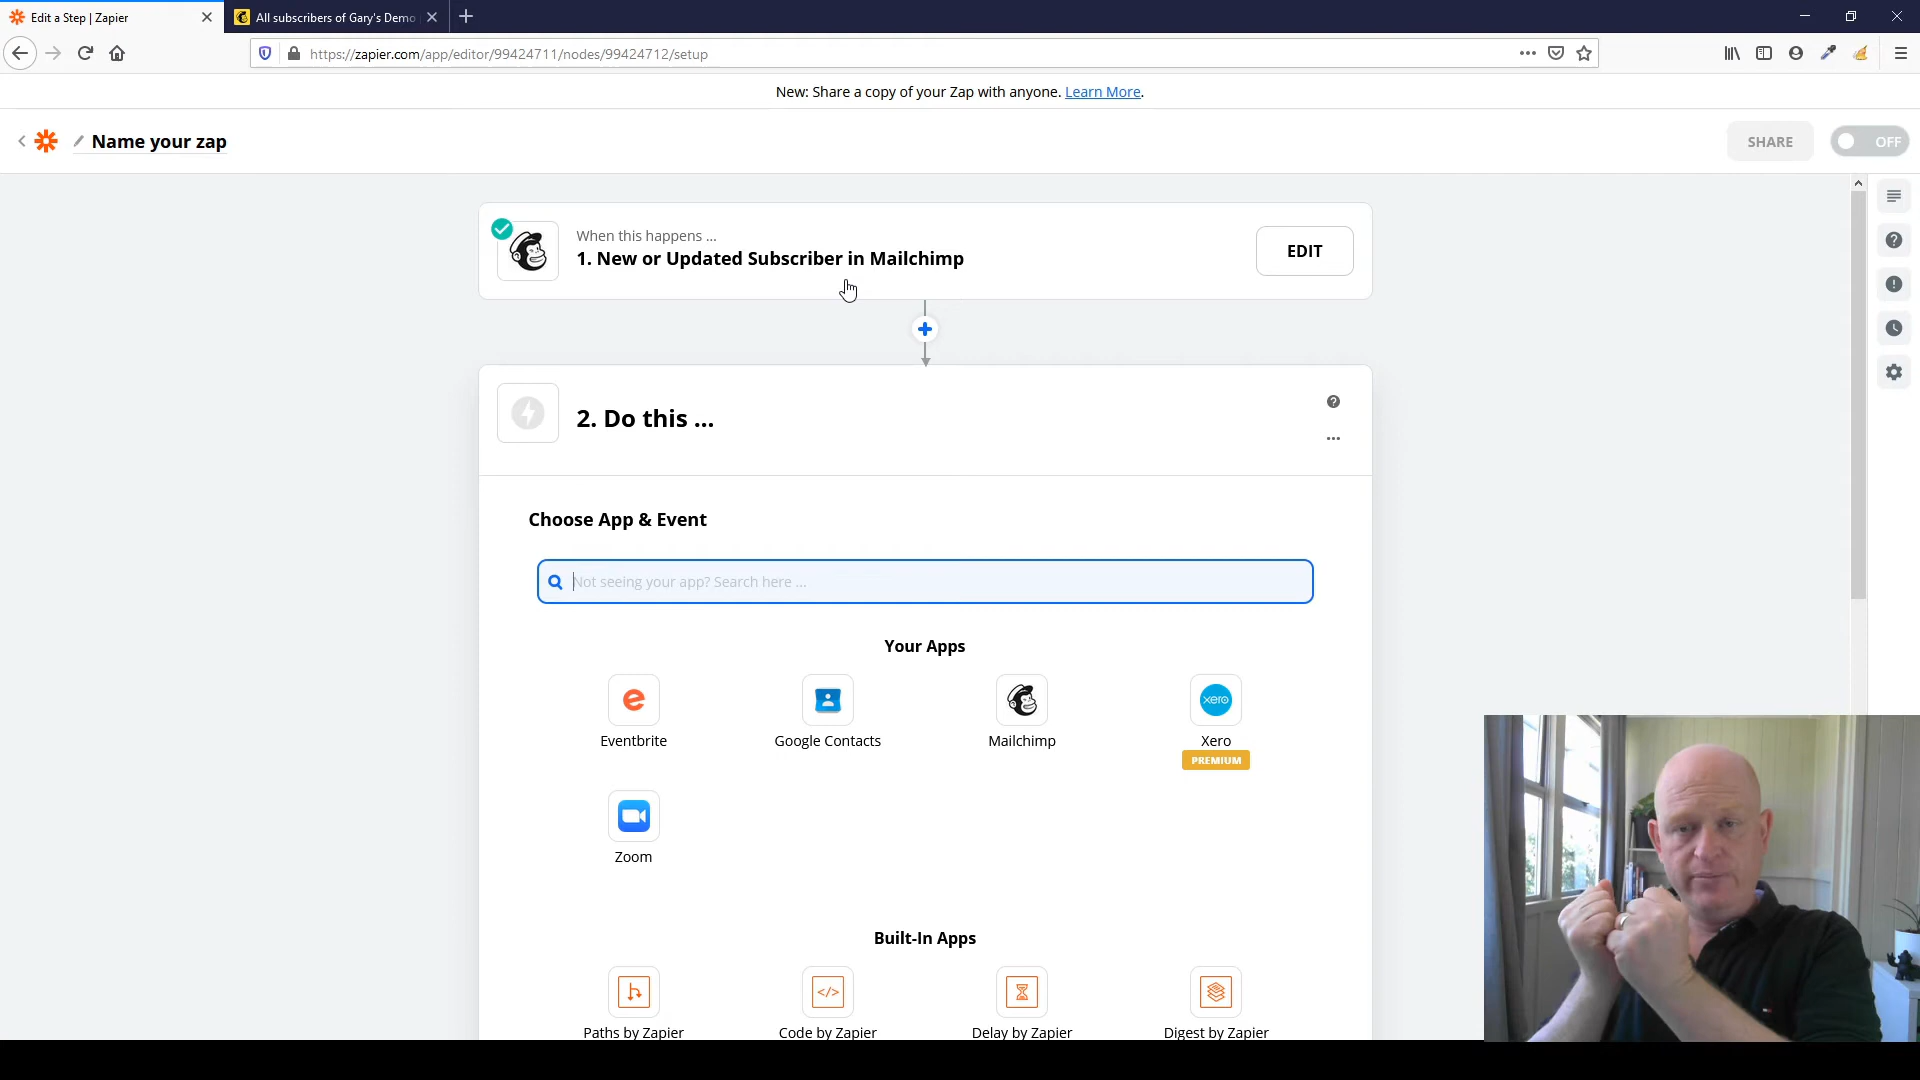 Edit a Step | Zapier
All subscribers of Gary's Demo
https://zapier.com/app/editor/99424711/nodes/99424712/setup
New: Share a copy of your Zap with anyone. Learn More.
Name your zap
SHARE
OFF
When this happens ...
1. New or Updated Subscriber in Mailchimp
EDIT
2. Do this ...
Choose App & Event
Not seeing your app? Search here ...
Your Apps
xero
Eventbrite
Google Contacts
Mailchimp
Xero
PREMIUM
Zoom
Built-In Apps
Paths by Zapier
Code by Zapier
Delay by Zapier
Digest by Zapier